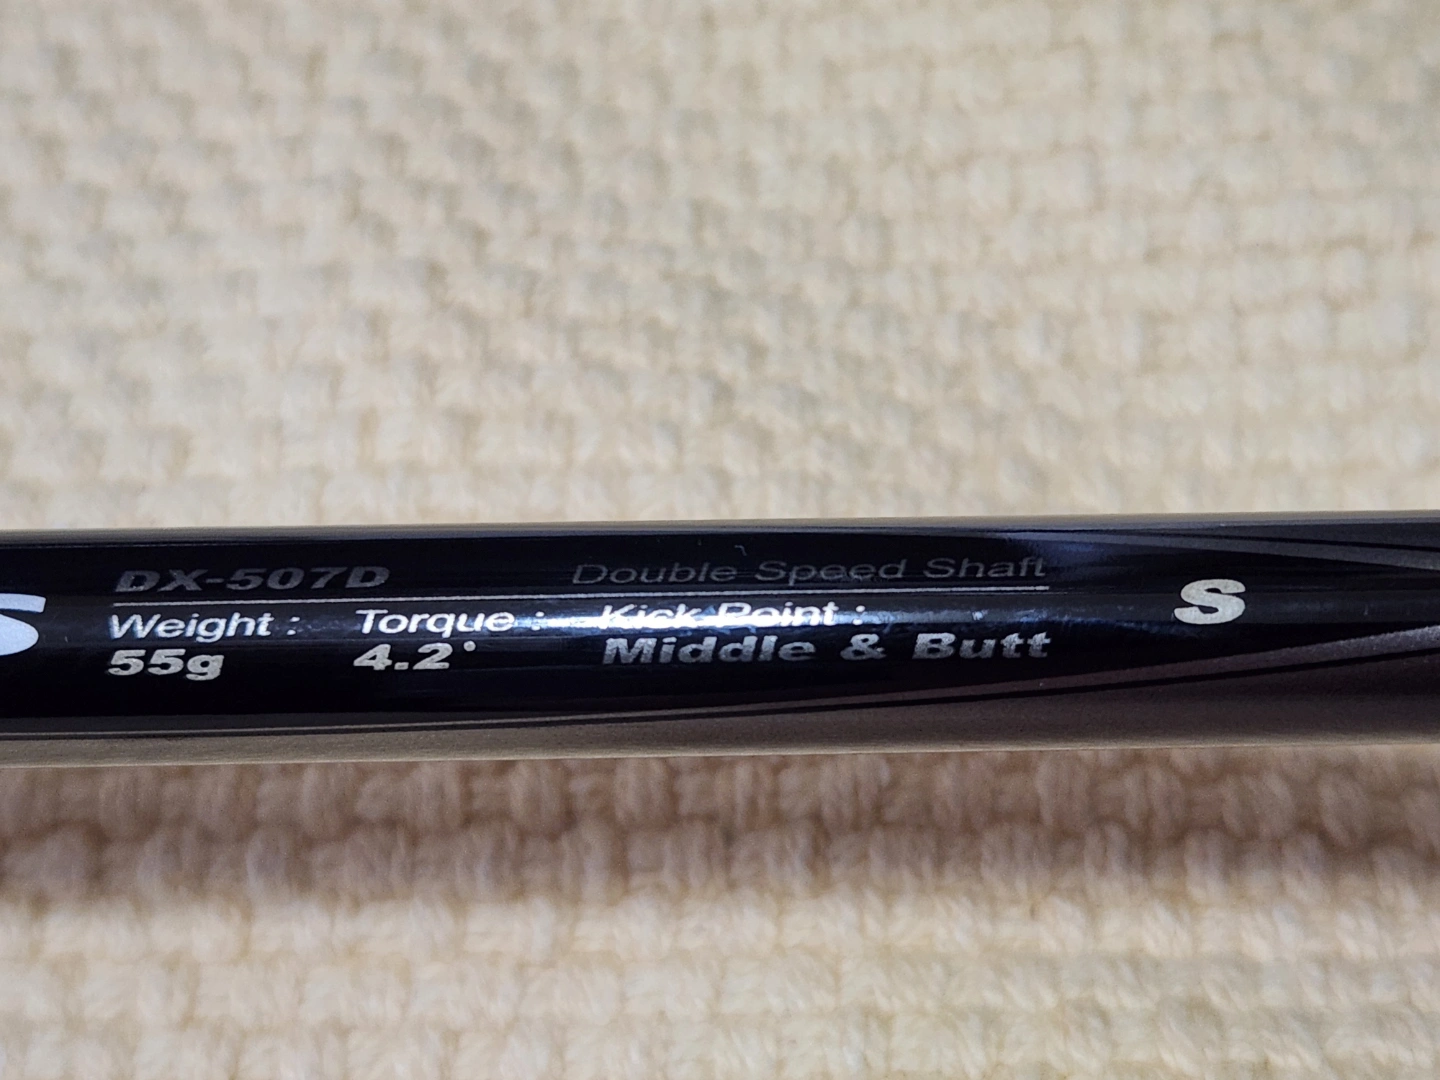 S
DX-507D Double Speed Shaft
Weight : Torque : Kick Point :
55g 4.2° Middle & Butt
S